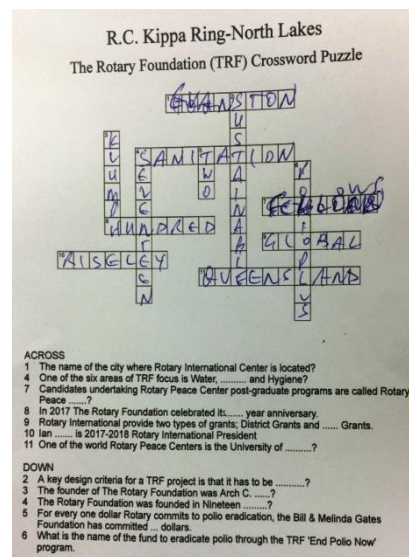 R.C. Kippa Ring-North Lakes
The Rotary Foundation (TRF) Crossword Puzzle
EVANSTON
SUSTAINABLE
KLUMP
SANITATION
SEVENTEEN
TWO
POLIOPLUS
FELLOWS
HUNDRED
GLOBAL
RISELEY
QUEENSLAND
ACROSS
1 The name of the city where Rotary International Center is located?
4 One of the six areas of TRF focus is Water, .......... and Hygiene?
7 Candidates undertaking Rotary Peace Center post-graduate programs are called Rotary
Peace .......?
8 In 2017 The Rotary Foundation celebrated its...... year anniversary.
9 Rotary International provide two types of grants; District Grants and ...... Grants.
10 Ian ....... is 2017-2018 Rotary International President
11 One of the world Rotary Peace Centers is the University of ..........?
DOWN
2 A key design criteria for a TRF project is that it has to be ..........?
3 The founder of The Rotary Foundation was Arch C. ......?
4 The Rotary Foundation was founded in Nineteen .........?
5 For every one dollar Rotary commits to polio eradication, the Bill & Melinda Gates
Foundation has committed ... dollars.
6 What is the name of the fund to eradicate polio through the TRF 'End Polio Now'
program.